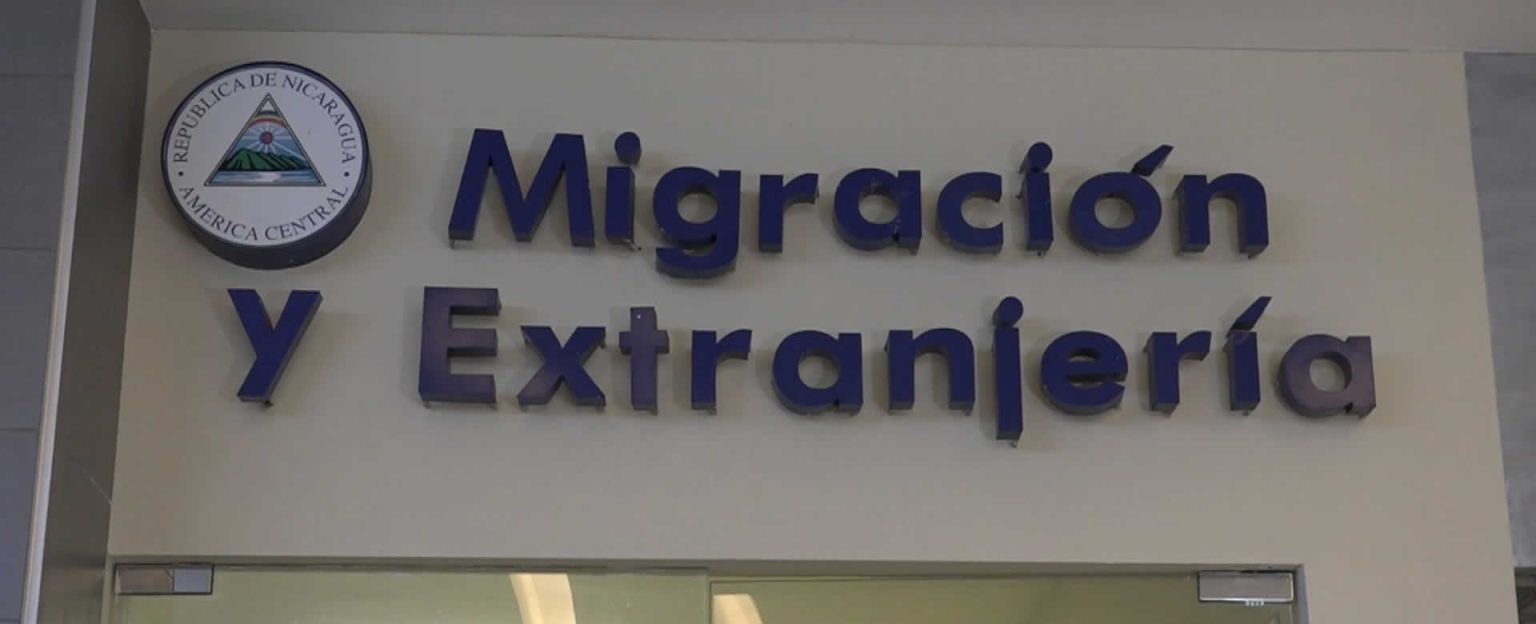 REPUBLICA DE NICARAGUA
AMERICA CENTRAL
Migración
y Extranjería